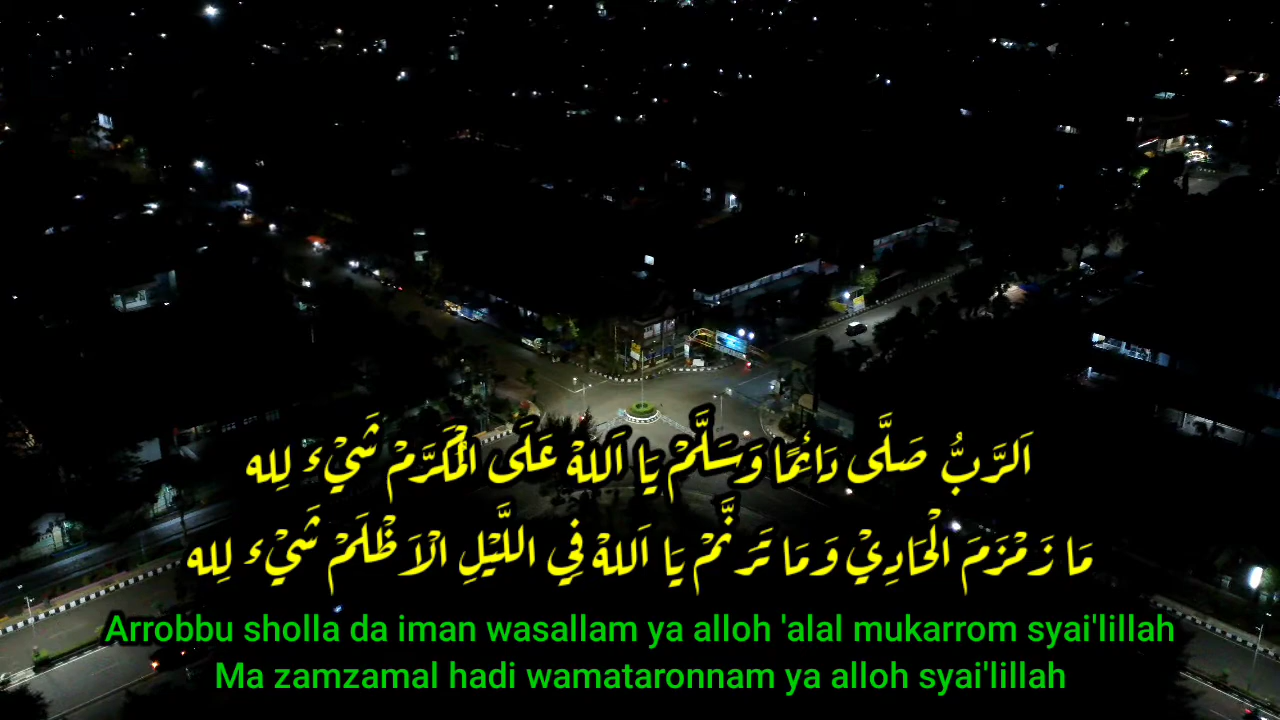 اَلرَّبُّ صَلَّى دَائِمًا وَسَلَّمْ يَا اَللهْ عَلَى الْمُكَرَّمْ شَيْء لِله
مَا زَمْزَمَ الْحَادِيْ وَمَا تَرَنَّمْ يَا اَللهْ فِي اللَّيْلِ الْاَظْلَمْ شَيْء لِله
Arrobbu sholla da iman wasallam ya alloh 'alal mukarrom syai'lillah
Ma zamzamal hadi wamataronnam ya alloh syai'lillah